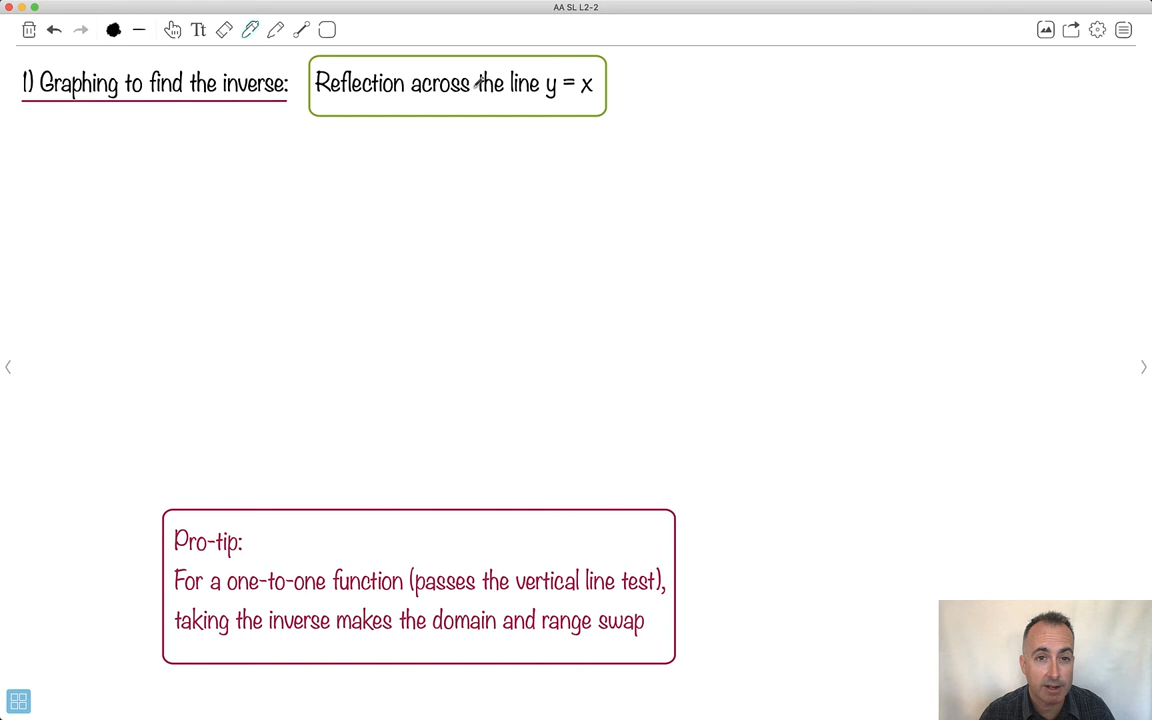 AA SL L2-2
Tt
1) Graphing to find the inverse: Reflection across the line y = x
Pro-tip:
For a one-to-one function (passes the vertical line test),
taking the inverse makes the domain and range swap